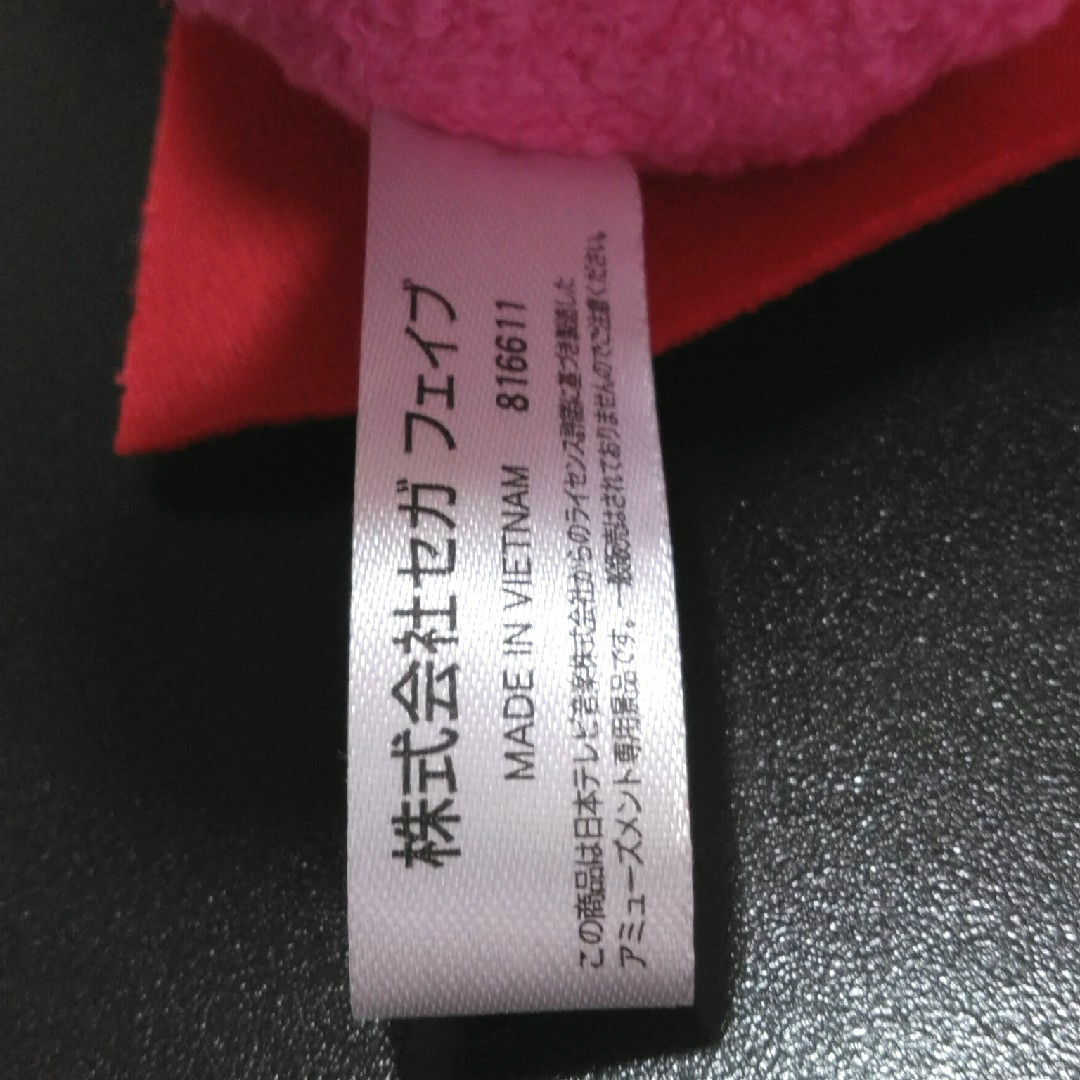 株式会社セガ フェイブ
MADE IN VIETNAM 816611
この商品は日本テレビ音楽株式会社からのライセンス許諾に基づき製造した
アミューズメント専用景品です。一般販売はされておりませんのでご注意ください。